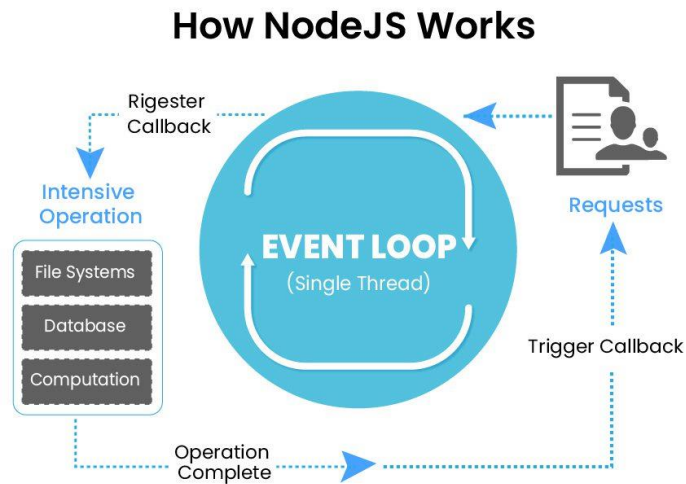 How NodeJS Works
Rigester
Callback
Intensive
Operation
File Systems
Database
Computation
EVENT LOOP
(Single Thread)
Requests
Trigger Callback
Operation
Complete